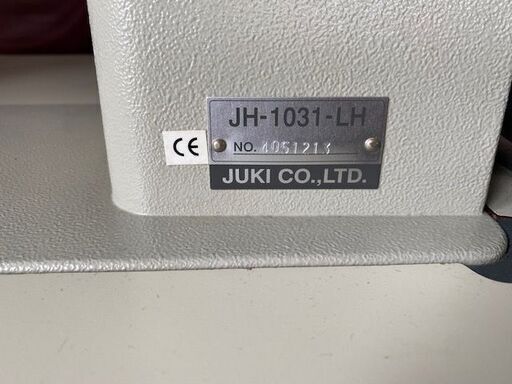 JH-1031-LH
CE
NO. 4051213
JUKI CO.,LTD.